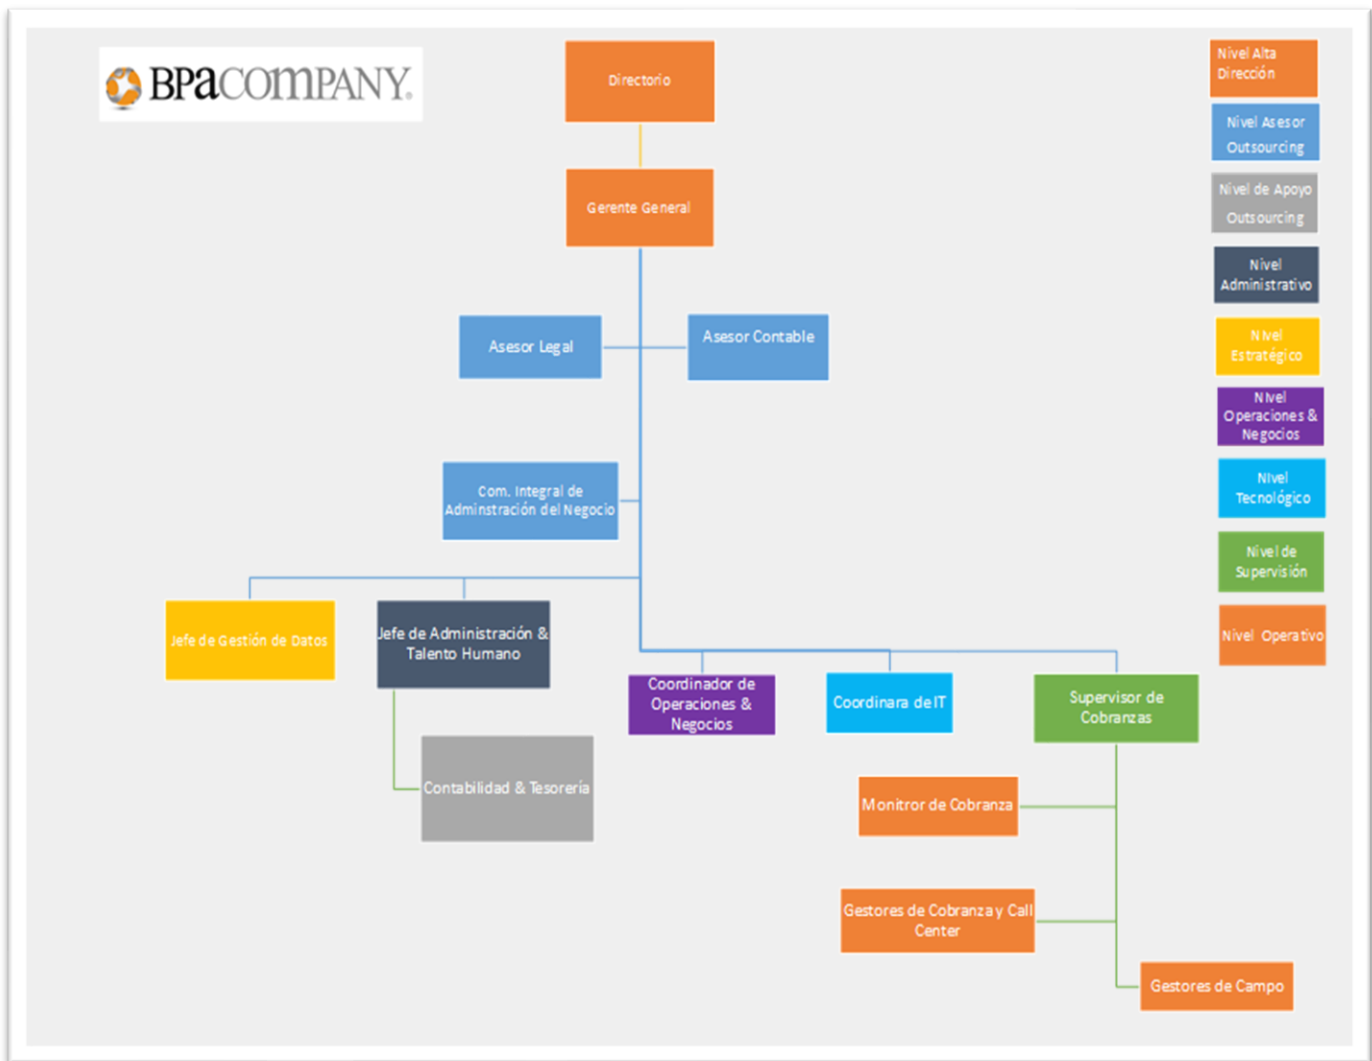 BPaCOMPANY.
Directorio
Gerente General
Asesor Legal
Asesor Contable
Com. Integral de
Adminstración del Negocio
Jefe de Gestión de Datos
Jefe de Administración &
Talento Humano
Contabilidad & Tesorería
Coordinador de
Operaciones &
Negocios
Coordinara de IT
Supervisor de
Cobranzas
Monitror de Cobranza
Gestores de Cobranza y Call
Center
Gestores de Campo
Nivel Alta
Dirección
Nivel Asesor
Outsourcing
Nivel de Apoyo
Outsourcing
Nivel
Administrativo
NIvel
Estratégico
NIvel
Operaciones &
Negocios
NIvel
Tecnológico
Nivel de
Supervisión
Nivel Operativo